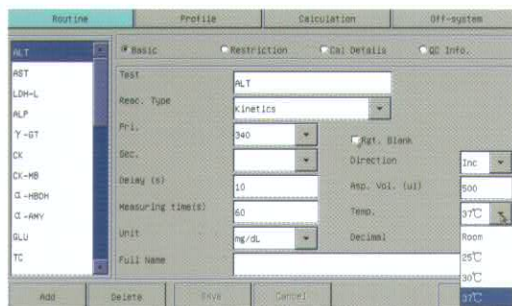 Routine Profile Calculation Off-system
Basic Restriction Cal Details QC Info.
ALT
AST
LDH-L
ALP
γ-GT
CK
CK-MB
α-HBDH
α-AMY
GLU
TC
Test ALT
Reac. Type Kinetics
Pri. 340 Rgt. Blank
Sec. Direction Inc
Delay (s) 10 Asp. Vol. (ul) 500
Measuring time(s) 60 Temp. 37℃
Unit mg/dL Decimal Room
25℃
Full Name 30℃
37℃
Add Delete Save Cancel